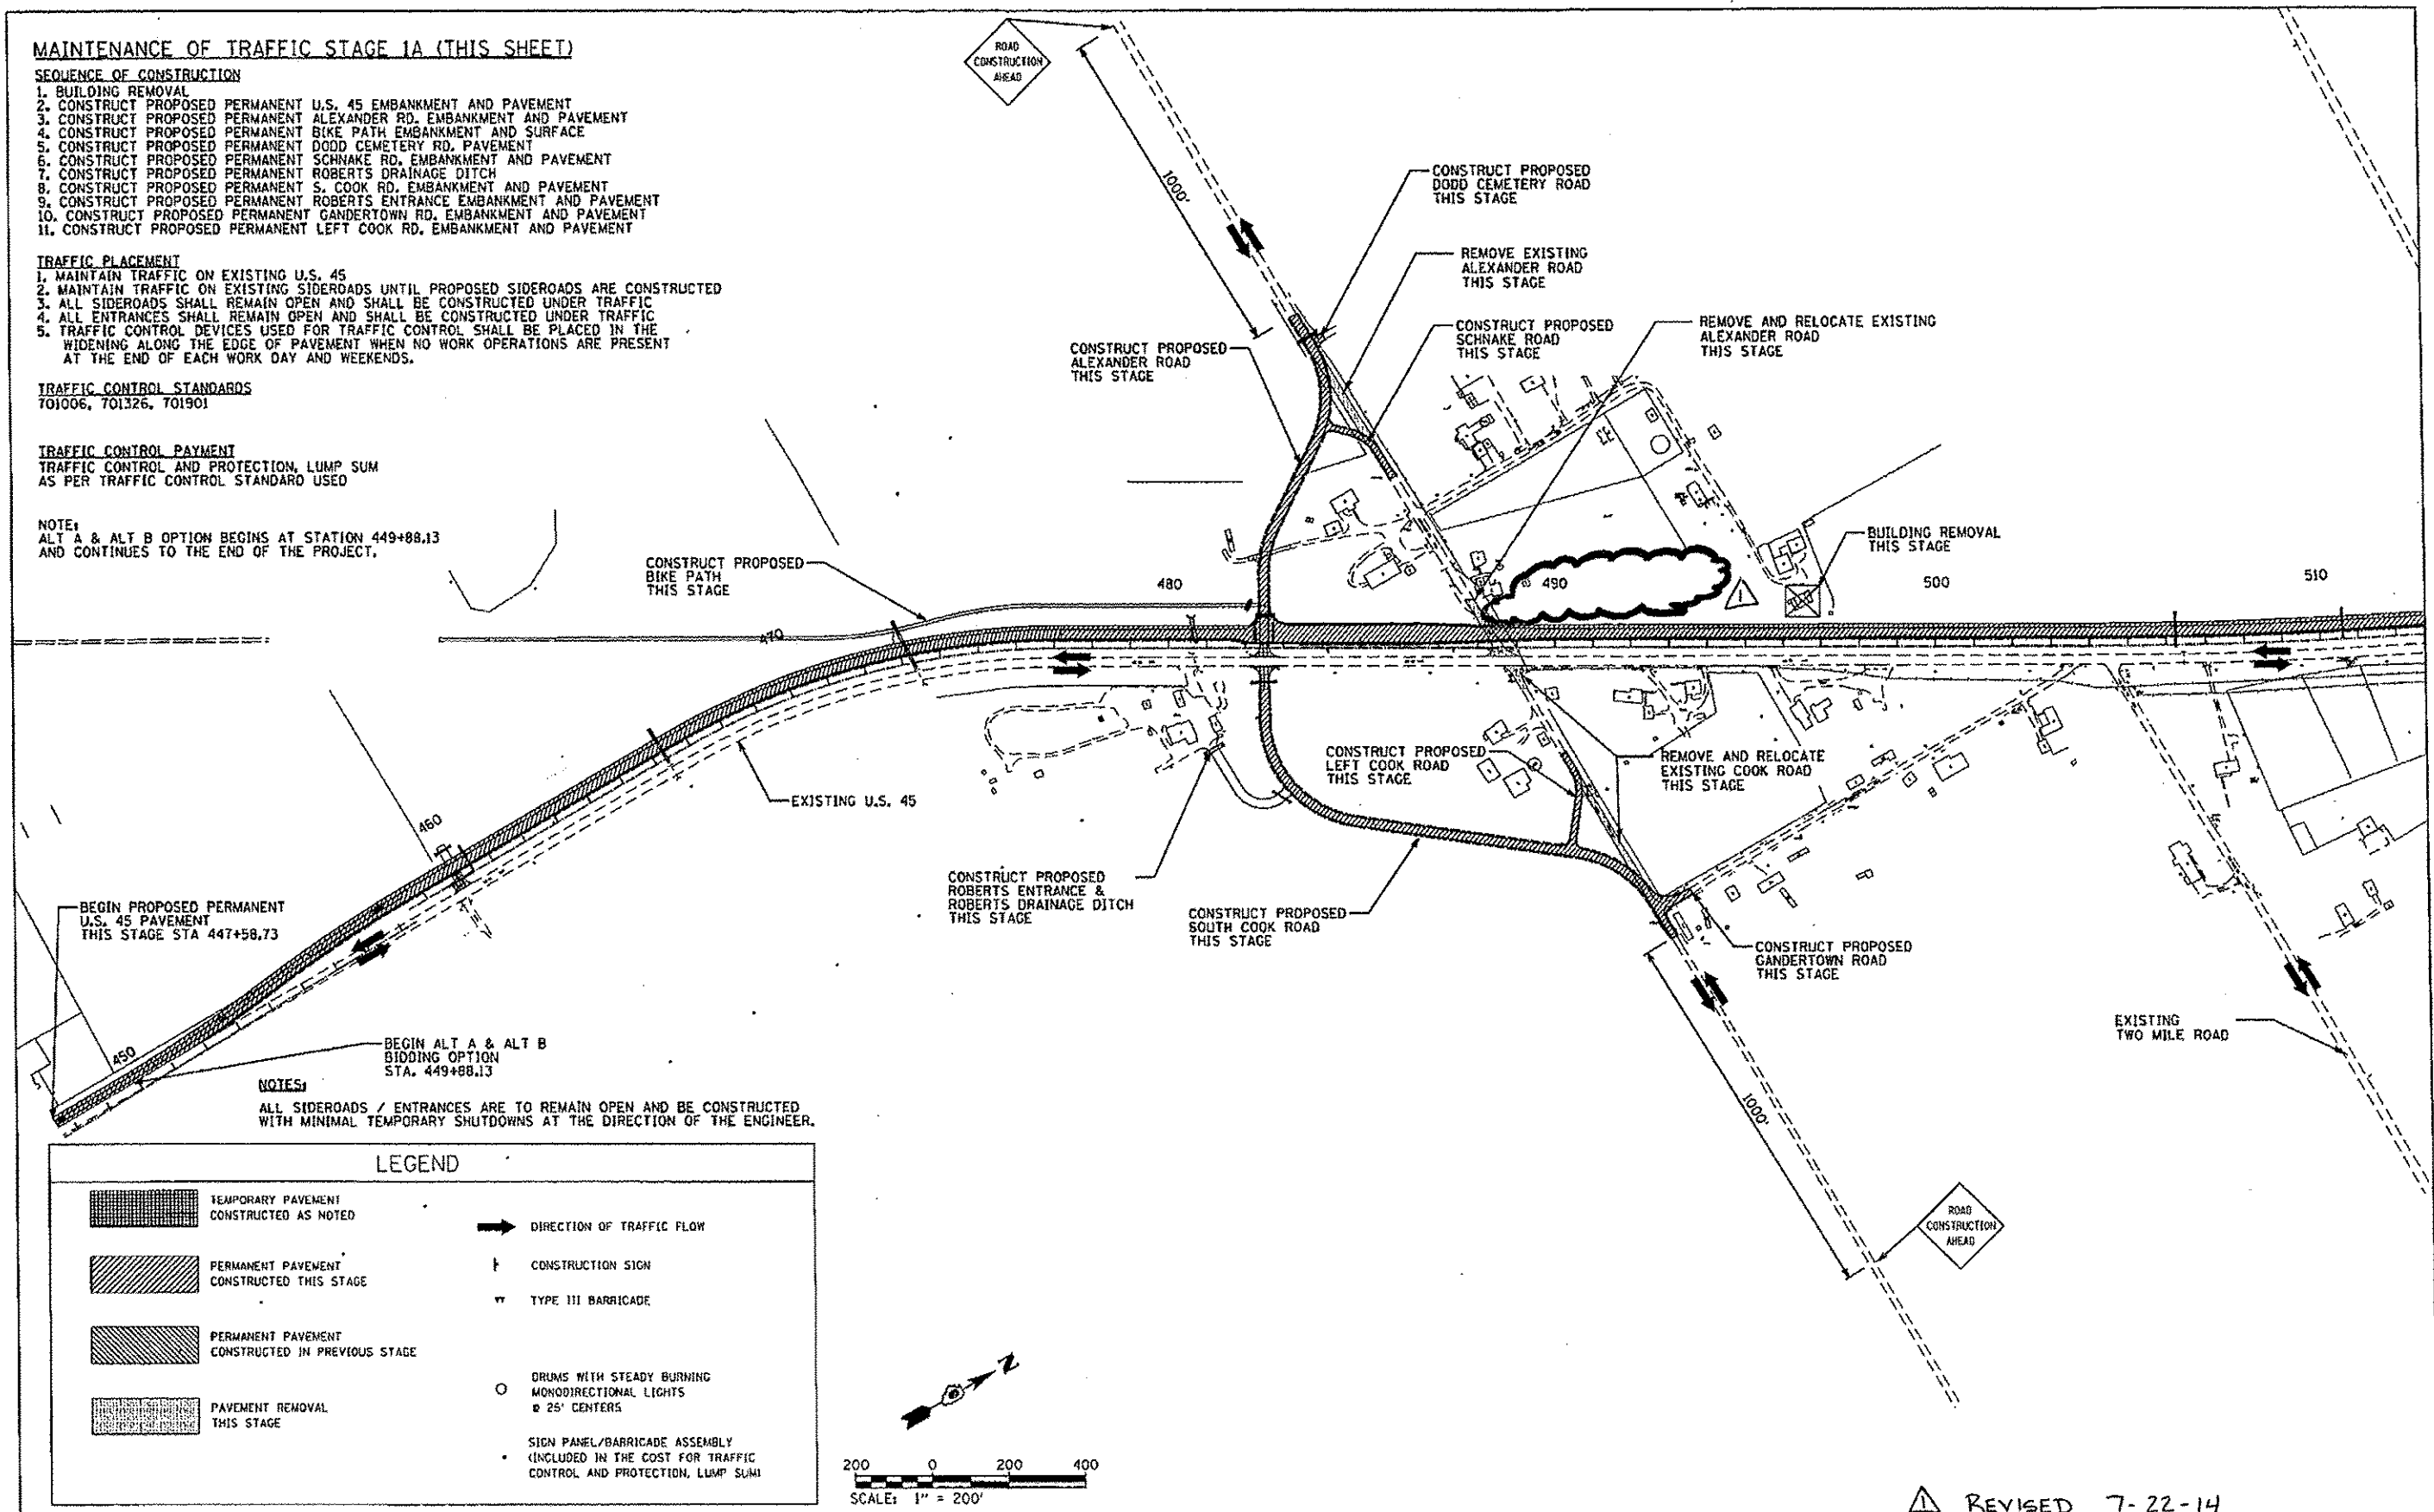 MAINTENANCE OF TRAFFIC STAGE 1A (THIS SHEET)
SEQUENCE OF CONSTRUCTION
1. BUILDING REMOVAL
2. CONSTRUCT PROPOSED PERMANENT U.S. 45 EMBANKMENT AND PAVEMENT
3. CONSTRUCT PROPOSED PERMANENT ALEXANDER RD. EMBANKMENT AND PAVEMENT
4. CONSTRUCT PROPOSED PERMANENT BIKE PATH EMBANKMENT AND SURFACE
5. CONSTRUCT PROPOSED PERMANENT DODD CEMETERY RD. PAVEMENT
6. CONSTRUCT PROPOSED PERMANENT SCHNAKE RD. EMBANKMENT AND PAVEMENT
7. CONSTRUCT PROPOSED PERMANENT ROBERTS DRAINAGE DITCH
8. CONSTRUCT PROPOSED PERMANENT S. COOK RD. EMBANKMENT AND PAVEMENT
9. CONSTRUCT PROPOSED PERMANENT ROBERTS ENTRANCE EMBANKMENT AND PAVEMENT
10. CONSTRUCT PROPOSED PERMANENT GANDERTOWN RD. EMBANKMENT AND PAVEMENT
11. CONSTRUCT PROPOSED PERMANENT LEFT COOK RD. EMBANKMENT AND PAVEMENT
TRAFFIC PLACEMENT
1. MAINTAIN TRAFFIC ON EXISTING U.S. 45
2. MAINTAIN TRAFFIC ON EXISTING SIDEROADS UNTIL PROPOSED SIDEROADS ARE CONSTRUCTED
3. ALL SIDEROADS SHALL REMAIN OPEN AND SHALL BE CONSTRUCTED UNDER TRAFFIC
4. ALL ENTRANCES SHALL REMAIN OPEN AND SHALL BE CONSTRUCTED UNDER TRAFFIC
5. TRAFFIC CONTROL DEVICES USED FOR TRAFFIC CONTROL SHALL BE PLACED IN THE
WIDENING ALONG THE EDGE OF PAVEMENT WHEN NO WORK OPERATIONS ARE PRESENT
AT THE END OF EACH WORK DAY AND WEEKENDS.
TRAFFIC CONTROL STANDARDS
701006, 701326, 701901
TRAFFIC CONTROL PAYMENT
TRAFFIC CONTROL AND PROTECTION, LUMP SUM
AS PER TRAFFIC CONTROL STANDARD USED
NOTE:
ALT A & ALT B OPTION BEGINS AT STATION 449+88.13
AND CONTINUES TO THE END OF THE PROJECT.
ROAD
CONSTRUCTION
AHEAD
1000'
CONSTRUCT PROPOSED
DODD CEMETERY ROAD
THIS STAGE
REMOVE EXISTING
ALEXANDER ROAD
THIS STAGE
CONSTRUCT PROPOSED
SCHNAKE ROAD
THIS STAGE
REMOVE AND RELOCATE EXISTING
ALEXANDER ROAD
THIS STAGE
CONSTRUCT PROPOSED
ALEXANDER ROAD
THIS STAGE
BUILDING REMOVAL
THIS STAGE
CONSTRUCT PROPOSED
BIKE PATH
THIS STAGE
450
460
470
480
490
500
510
1
EXISTING U.S. 45
CONSTRUCT PROPOSED
LEFT COOK ROAD
THIS STAGE
REMOVE AND RELOCATE
EXISTING COOK ROAD
THIS STAGE
CONSTRUCT PROPOSED
ROBERTS ENTRANCE &
ROBERTS DRAINAGE DITCH
THIS STAGE
CONSTRUCT PROPOSED
SOUTH COOK ROAD
THIS STAGE
CONSTRUCT PROPOSED
GANDERTOWN ROAD
THIS STAGE
EXISTING
TWO MILE ROAD
1000'
ROAD
CONSTRUCTION
AHEAD
BEGIN PROPOSED PERMANENT
U.S. 45 PAVEMENT
THIS STAGE STA 447+58.73
BEGIN ALT A & ALT B
BIDDING OPTION
STA. 449+88.13
NOTES:
ALL SIDEROADS / ENTRANCES ARE TO REMAIN OPEN AND BE CONSTRUCTED
WITH MINIMAL TEMPORARY SHUTDOWNS AT THE DIRECTION OF THE ENGINEER.
LEGEND
TEMPORARY PAVEMENT
CONSTRUCTED AS NOTED
PERMANENT PAVEMENT
CONSTRUCTED THIS STAGE
PERMANENT PAVEMENT
CONSTRUCTED IN PREVIOUS STAGE
PAVEMENT REMOVAL
THIS STAGE
DIRECTION OF TRAFFIC FLOW
CONSTRUCTION SIGN
TYPE III BARRICADE
DRUMS WITH STEADY BURNING
MONODIRECTIONAL LIGHTS
@ 25' CENTERS
SIGN PANEL/BARRICADE ASSEMBLY
(INCLUDED IN THE COST FOR TRAFFIC
CONTROL AND PROTECTION, LUMP SUM)
N
200 0 200 400
SCALE: 1" = 200'
1 REVISED 7-22-14